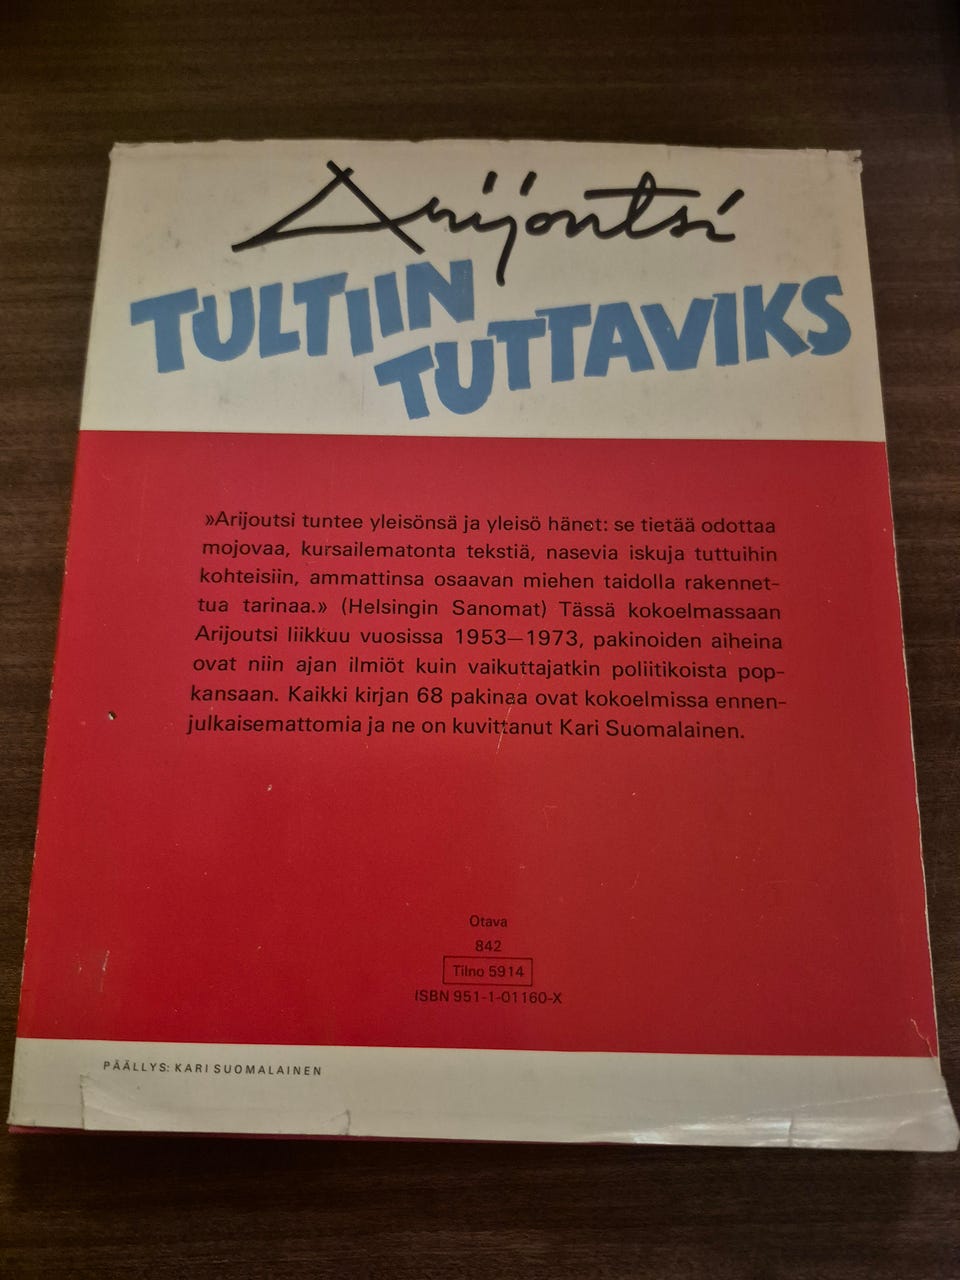 Arijoutsi
TULTIIN
TUTTAVIKS
»Arijoutsi tuntee yleisönsä ja yleisö hänet: se tietää odottaa
mojovaa, kursailematonta tekstiä, nasevia iskuja tuttuihin
kohteisiin, ammattinsa osaavan miehen taidolla rakennet-
tua tarinaa.» (Helsingin Sanomat) Tässä kokoelmassaan
Arijoutsi liikkuu vuosissa 1953—1973, pakinoiden aiheina
ovat niin ajan ilmiöt kuin vaikuttajatkin poliitikoista pop-
kansaan. Kaikki kirjan 68 pakinaa ovat kokoelmissa ennen-
julkaisemattomia ja ne on kuvittanut Kari Suomalainen.
Otava
842
Tilno 5914
ISBN 951-1-01160-X
PÄÄLLYS: KARI SUOMALAINEN